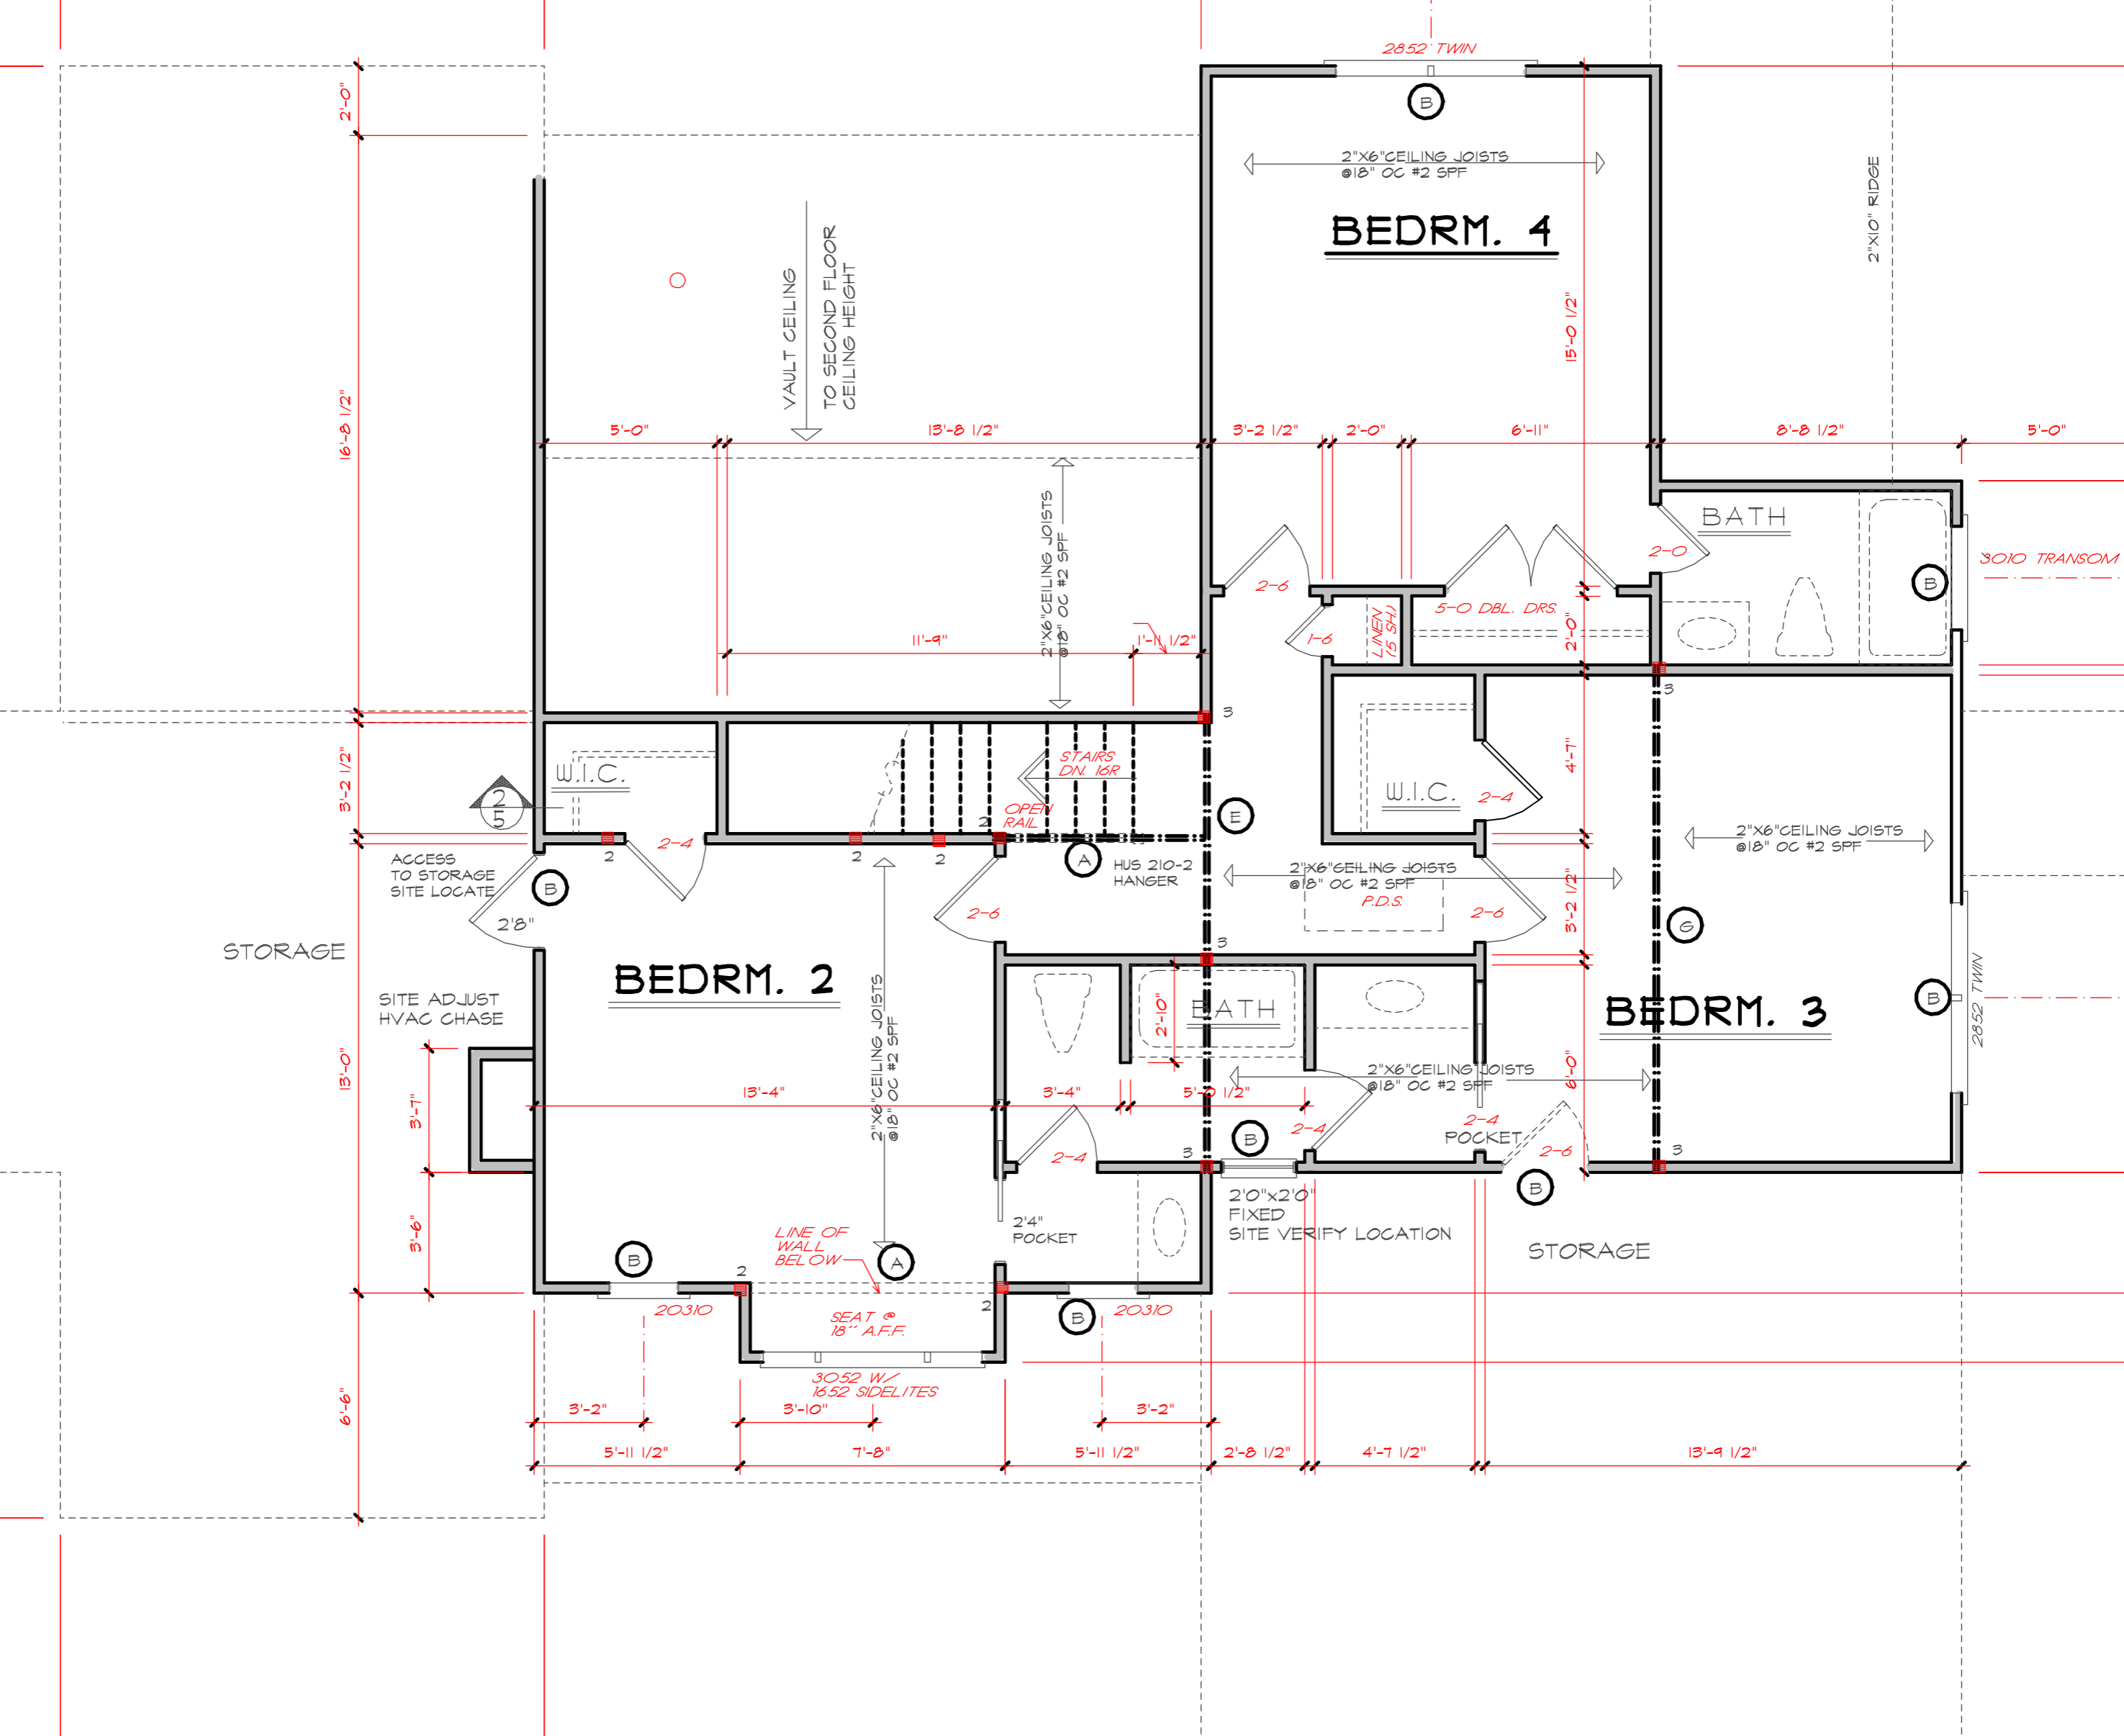 2852 TWIN
B
2'-0"
2"X6"CEILING JOISTS
@18" OC #2 SPF
2"X10" RIDGE
BEDRM. 4
VAULT CEILING
TO SECOND FLOOR
CEILING HEIGHT
15'-0 1/2"
16'-8 1/2"
5'-0"
13'-8 1/2"
3'-2 1/2"
2'-0"
6'-11"
8'-8 1/2"
5'-0"
2"X6"CEILING JOISTS
@18" OC #2 SPF
BATH
2-0
3010 TRANSOM
B
2-6
5-0 DBL. DRS.
LINEN
(5 SH.)
1-6
2'-0"
11'-9"
1'-11 1/2"
3
3
W.I.C.
STAIRS
DN. 16R
OPEN
RAIL
2
3'-2 1/2"
2
5
E
W.I.C.
2-4
4'-7"
2"X6"CEILING JOISTS
@18" OC #2 SPF
2
2-4
2
2
A
HUS 210-2
HANGER
ACCESS
TO STORAGE
SITE LOCATE
B
2'8"
2-6
2"X6"CEILING JOISTS
@18" OC #2 SPF
P.D.S.
2-6
3'-2 1/2"
G
3
STORAGE
BEDRM. 2
2"X6"CEILING JOISTS
@18" OC #2 SPF
SITE ADJUST
HVAC CHASE
BATH
2'-10"
BEDRM. 3
B
2852 TWIN
13'-0"
3'-7"
13'-4"
3'-4"
5'-0 1/2"
2"X6"CEILING JOISTS
@18" OC #2 SPF
6'-0"
2-4
POCKET
2-4
B
2-4
2-6
3
3
B
3'-6"
2'4"
POCKET
2'0"x2'0"
FIXED
SITE VERIFY LOCATION
STORAGE
LINE OF
WALL
BELOW
A
B
2
2
20310
SEAT @
18" A.F.F.
B
20310
3052 W/
1652 SIDELITES
6'-6"
3'-2"
3'-10"
3'-2"
5'-11 1/2"
7'-8"
5'-11 1/2"
2'-8 1/2"
4'-7 1/2"
13'-9 1/2"